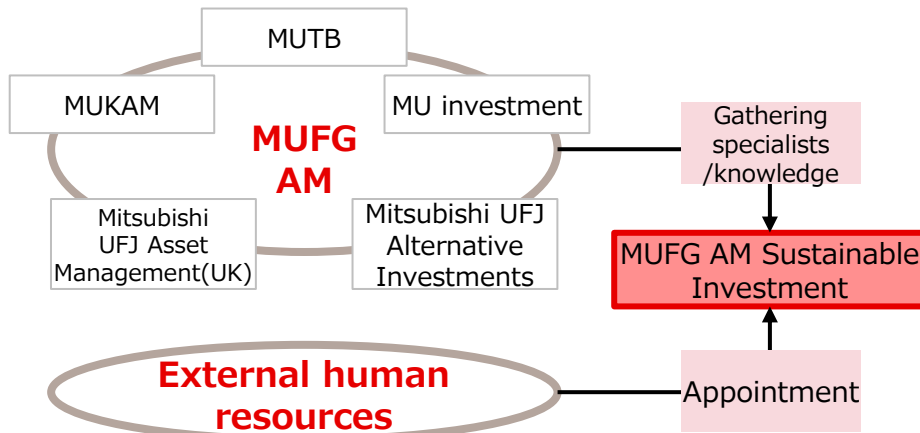 MUTB
MUKAM
MU investment
MUFG
AM
Gathering
specialists
/knowledge
Mitsubishi
UFJ Asset
Management(UK)
Mitsubishi UFJ
Alternative
Investments
MUFG AM Sustainable
Investment
External human
resources
Appointment